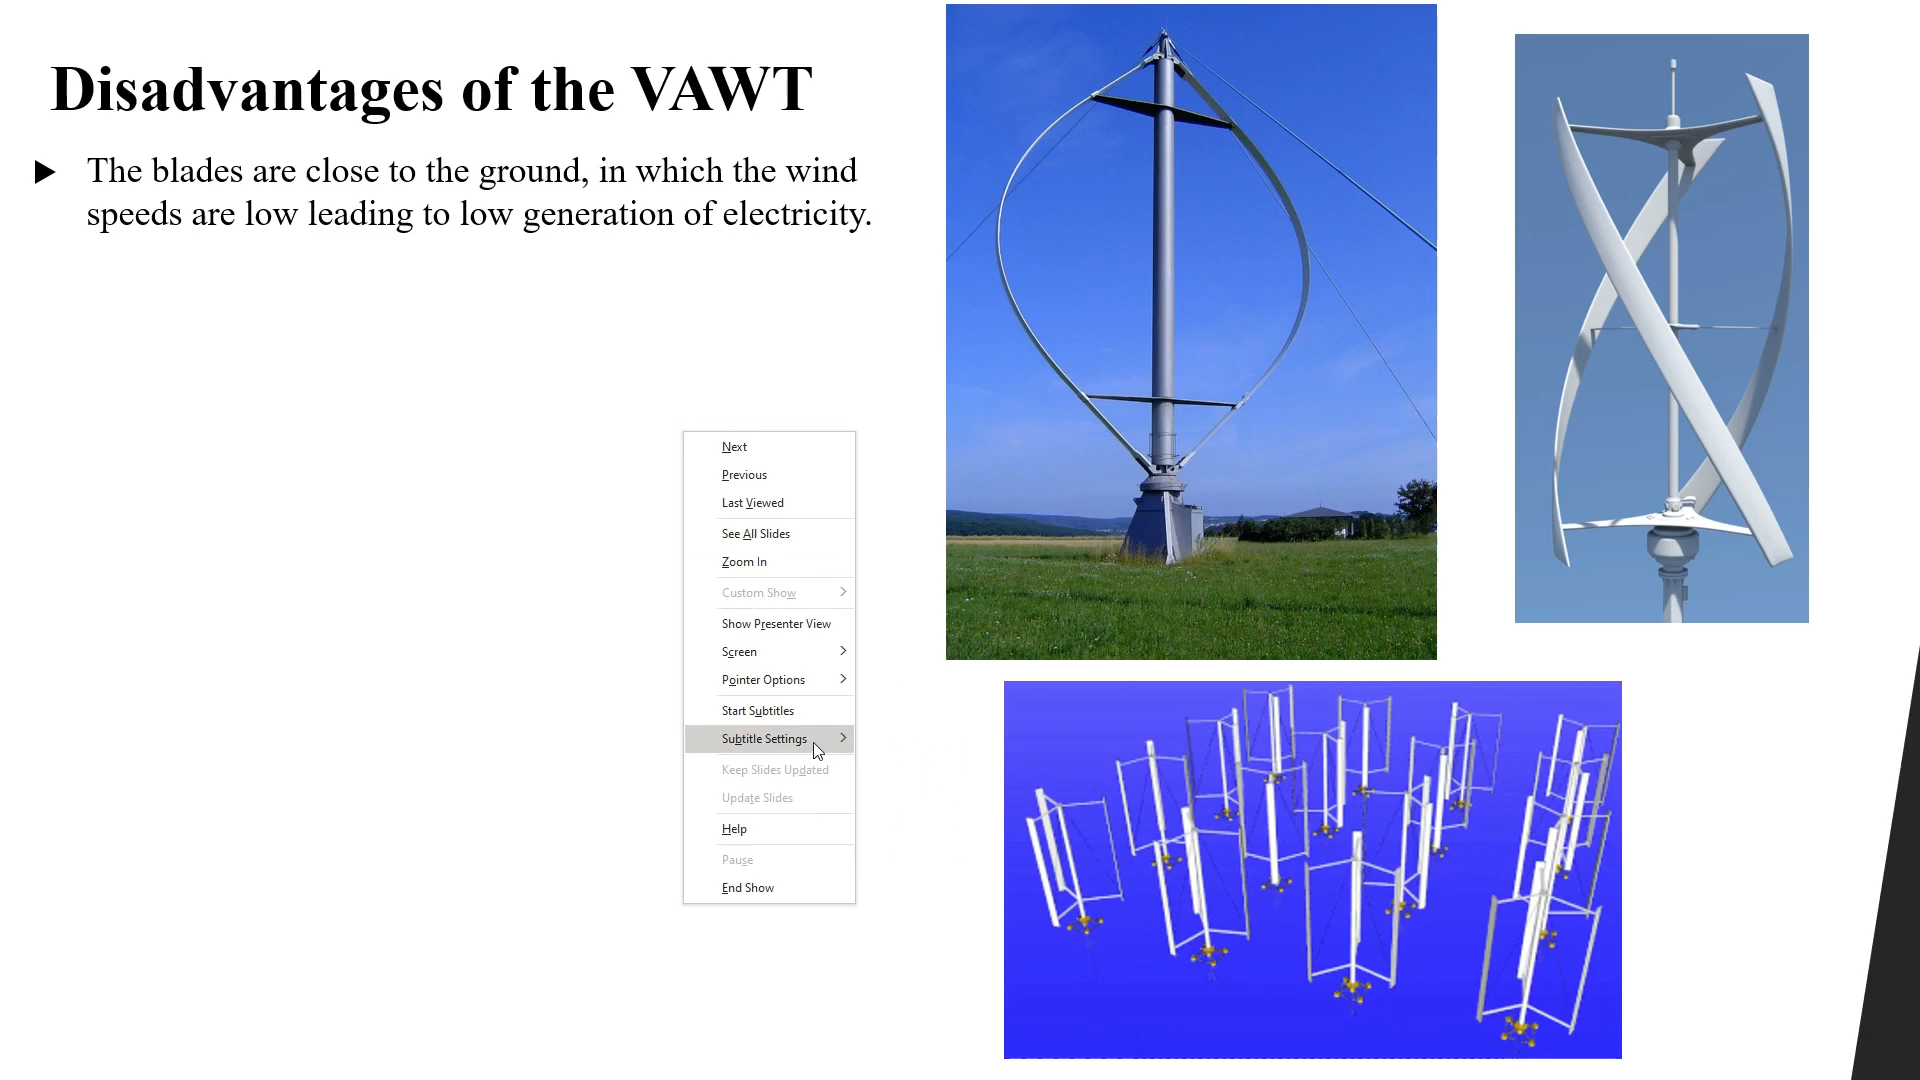 Disadvantages of the VAWT
The blades are close to the ground, in which the wind
speeds are low leading to low generation of electricity.
Next
Previous
Last Viewed
See All Slides
Zoom In
Custom Show
Show Presenter View
Screen
Pointer Options
Start Subtitles
Subtitle Settings
Keep Slides Updated
Update Slides
Help
Pause
End Show